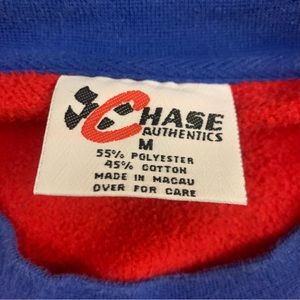 CHASE
AUTHENTICS
M
55% POLYESTER
45% COTTON
MADE IN MACAU
OVER FOR CARE